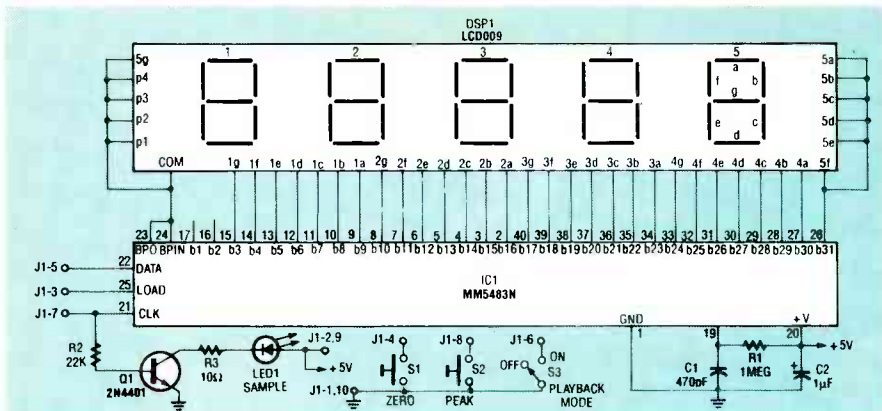 DSP1
LCD009
1 2 3 4 5
5g
p4
p3
p2
p1
a
f b
g
e c
d
5a
5b
5c
5d
5e
COM 1g 1f 1e 1d 1c 1b 1a 2g 2f 2e 2d 2c 2b 2a 3g 3f 3e 3d 3c 3b 3a 4g 4f 4e 4d 4c 4b 4a 5f
23 24 17 16 15 14 13 12 11 10 9 8 7 6 5 4 3 2 40 39 38 37 36 35 34 33 32 31 30 29 28 27 26
BPO BPIN b1 b2 b3 b4 b5 b6 b7 b8 b9 b10 b11 b12 b13 b14 b15 b16 b17 b18 b19 b20 b21 b22 b23 b24 b25 b26 b27 b28 b29 b30 b31
J1-5 22 DATA
J1-3 25 LOAD
J1-7 21 CLK
IC1
MM5483N
GND +V
1 19 20
R2
22K
Q1
2N4401
R3
10Ω
LED1
SAMPLE
J1-2,9
+5V
J1-1,10
J1-4
S1
ZERO
J1-8
S2
PEAK
J1-6
ON
OFF
S3
PLAYBACK
MODE
C1
470pF
R1
1MEG
+5V
+
C2
1µF